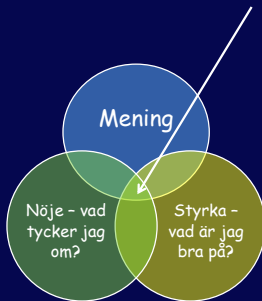 Mening
Nöje – vad
tycker jag
om?
Styrka –
vad är jag
bra på?